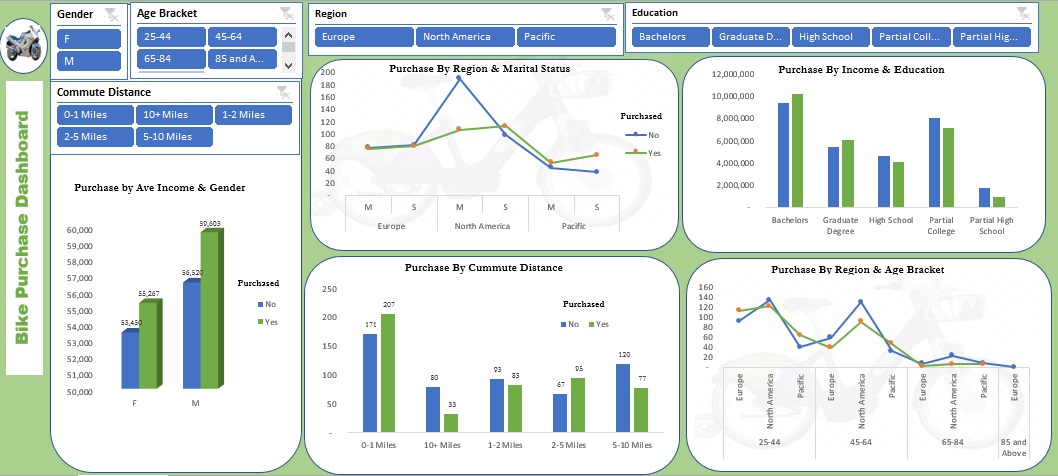 Bike Purchase Dashboard
Gender
F
M
Age Bracket
25-44 45-64
65-84 85 and A...
Region
Europe North America Pacific
Education
Bachelors Graduate D... High School Partial Coll... Partial Hig...
Commute Distance
0-1 Miles 10+ Miles 1-2 Miles
2-5 Miles 5-10 Miles
Purchase by Ave Income & Gender
60,000
59,000
58,000
57,000
56,000
55,000
54,000
53,000
52,000
51,000
50,000
53,450 55,267 56,520 59,603
F M
Purchased
No
Yes
Purchase By Region & Marital Status
200
180
160
140
120
100
80
60
40
20
-
M S M S M S
Europe North America Pacific
Purchased
No
Yes
Purchase By Income & Education
12,000,000
10,000,000
8,000,000
6,000,000
4,000,000
2,000,000
-
Bachelors Graduate High School Partial Partial High
Degree College School
Purchase By Cummute Distance
Purchased
No Yes
250
200
150
100
50
-
171 207 80 33 93 83 67 95 120 77
0-1 Miles 10+ Miles 1-2 Miles 2-5 Miles 5-10 Miles
Purchase By Region & Age Bracket
160
140
120
100
80
60
40
20
-
Europe North America Pacific Europe North America Pacific Europe North America Pacific Europe
25-44 45-64 65-84 85 and
Above